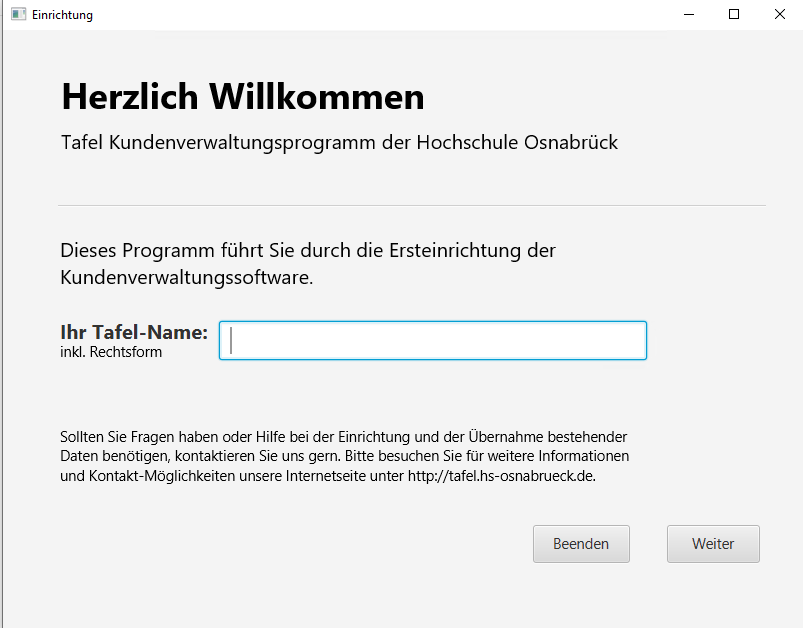 Einrichtung
Herzlich Willkommen
Tafel Kundenverwaltungsprogramm der Hochschule Osnabrück
Dieses Programm führt Sie durch die Ersteinrichtung der
Kundenverwaltungssoftware.
Ihr Tafel-Name:
inkl. Rechtsform
Sollten Sie Fragen haben oder Hilfe bei der Einrichtung und der Übernahme bestehender
Daten benötigen, kontaktieren Sie uns gern. Bitte besuchen Sie für weitere Informationen
und Kontakt-Möglichkeiten unsere Internetseite unter http://tafel.hs-osnabrueck.de.
Beenden
Weiter